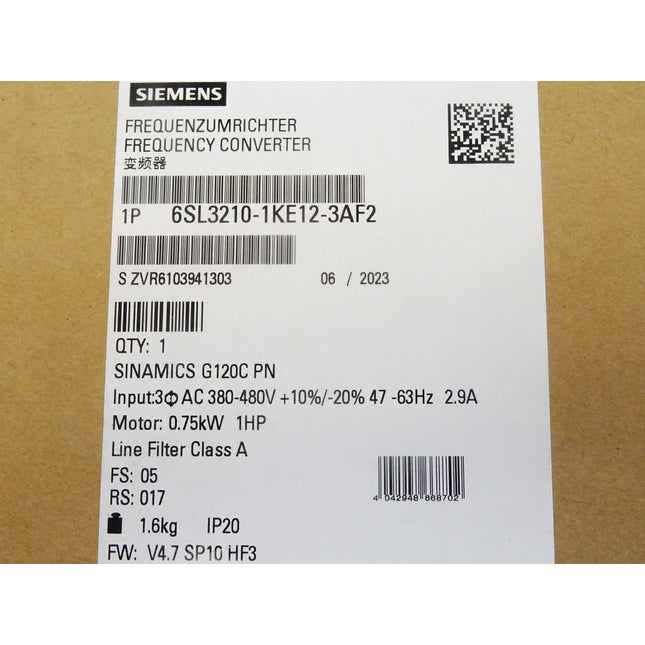 SIEMENS
FREQUENZUMRICHTER
FREQUENCY CONVERTER
变频器
1P 6SL3210-1KE12-3AF2
S ZVR6103941303 06 / 2023
QTY: 1
SINAMICS G120C PN
Input:3Φ AC 380-480V +10%/-20% 47 -63Hz 2.9A
Motor: 0.75kW 1HP
Line Filter Class A
FS: 05
RS: 017
4 042948 868702
1.6kg IP20
FW: V4.7 SP10 HF3